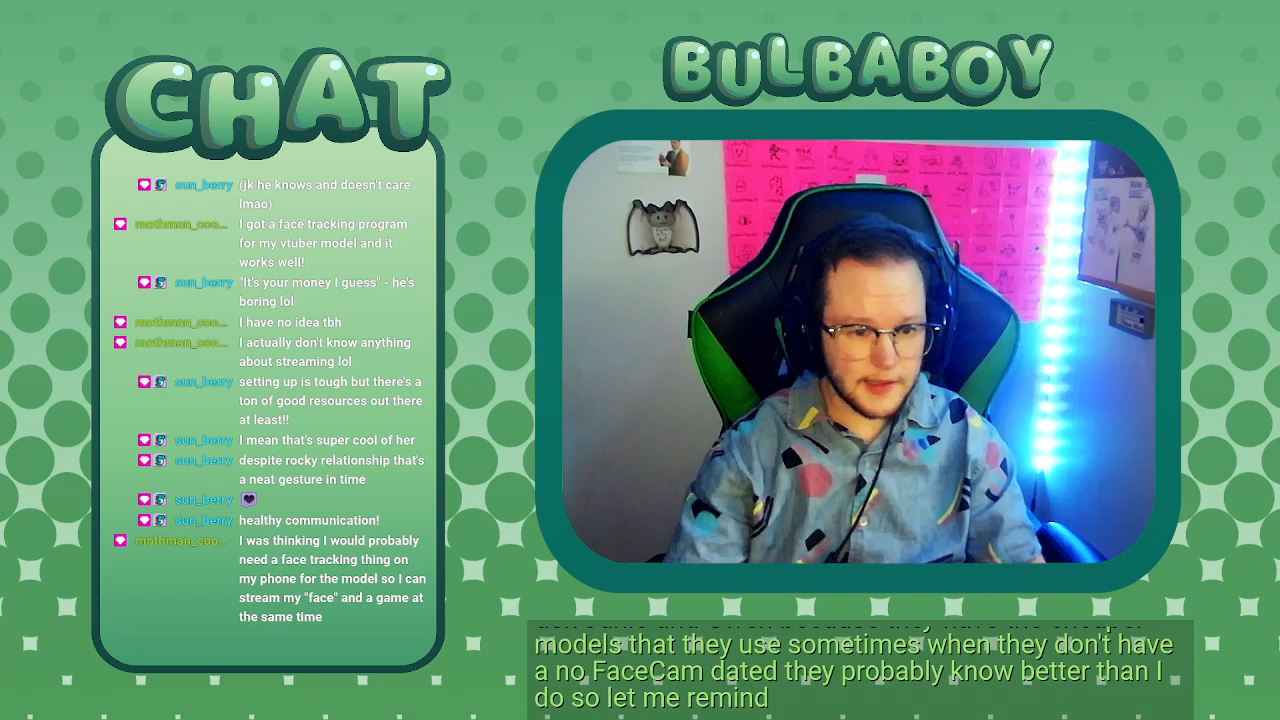 CHAT
BULBABOY
sun_berry (jk he knows and doesn't care
lmao)
mothman_coo... I got a face tracking program
for my vtuber model and it
works well!
sun_berry "It's your money I guess" - he's
boring lol
mothman_coo... I have no idea tbh
mothman_coo... I actually don't know anything
about streaming lol
sun_berry setting up is tough but there's a
ton of good resources out there
at least!!
sun_berry I mean that's super cool of her
sun_berry despite rocky relationship that's
a neat gesture in time
sun_berry
sun_berry healthy communication!
mothman_coo... I was thinking I would probably
need a face tracking thing on
my phone for the model so I can
stream my "face" and a game at
the same time
models that they use sometimes when they don't have
a no FaceCam dated they probably know better than I
do so let me remind